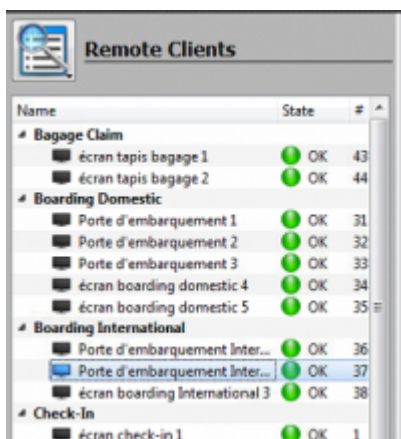 Remote Clients
Name State #
Bagage Claim
écran tapis bagage 1 OK 43
écran tapis bagage 2 OK 44
Boarding Domestic
Porte d'embarquement 1 OK 31
Porte d'embarquement 2 OK 32
Porte d'embarquement 3 OK 33
écran boarding domestic 4 OK 34
écran boarding domestic 5 OK 35
Boarding International
Porte d'embarquement Inter... OK 36
Porte d'embarquement Inter... OK 37
écran boarding International 3 OK 38
Check-In
écran check-in 1 OK 1